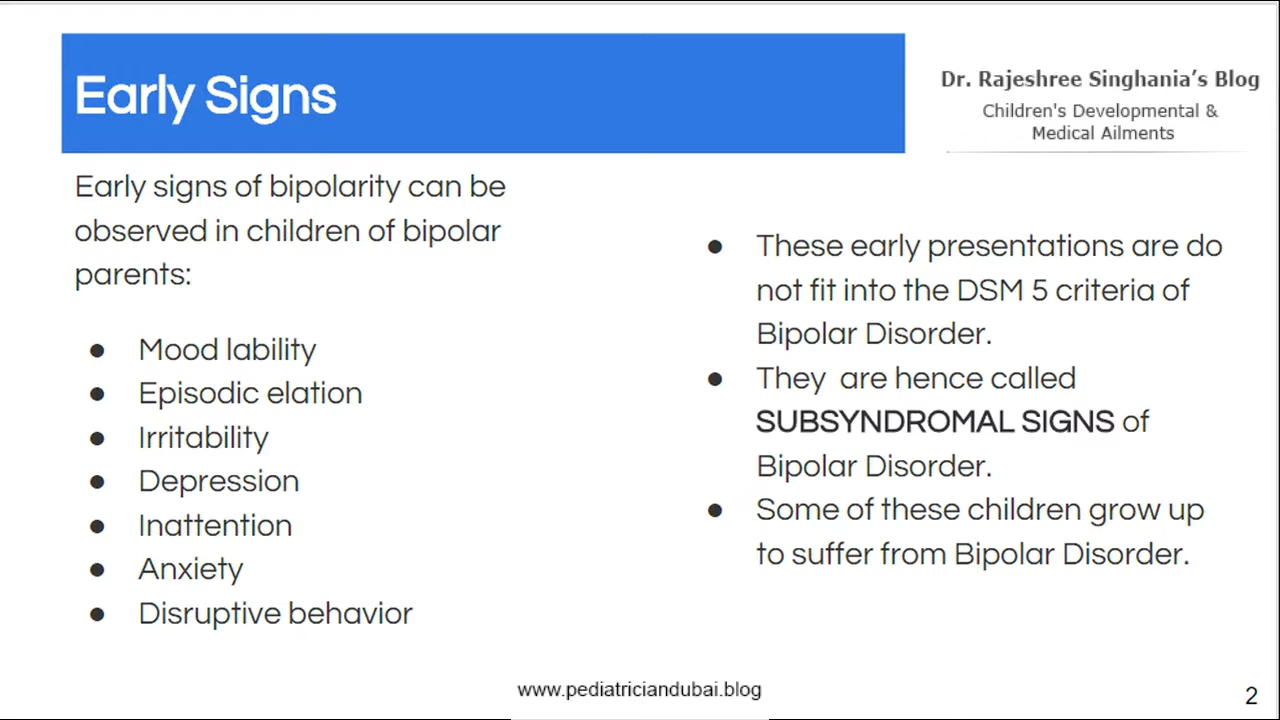 Early Signs
Dr. Rajeshree Singhania's Blog
Children's Developmental &
Medical Ailments
Early signs of bipolarity can be
observed in children of bipolar
parents:
● Mood lability
● Episodic elation
● Irritability
● Depression
● Inattention
● Anxiety
● Disruptive behavior
● These early presentations are do
not fit into the DSM 5 criteria of
Bipolar Disorder.
● They  are hence called
SUBSYNDROMAL SIGNS of
Bipolar Disorder.
● Some of these children grow up
to suffer from Bipolar Disorder.
www.pediatriciandubai.blog
2